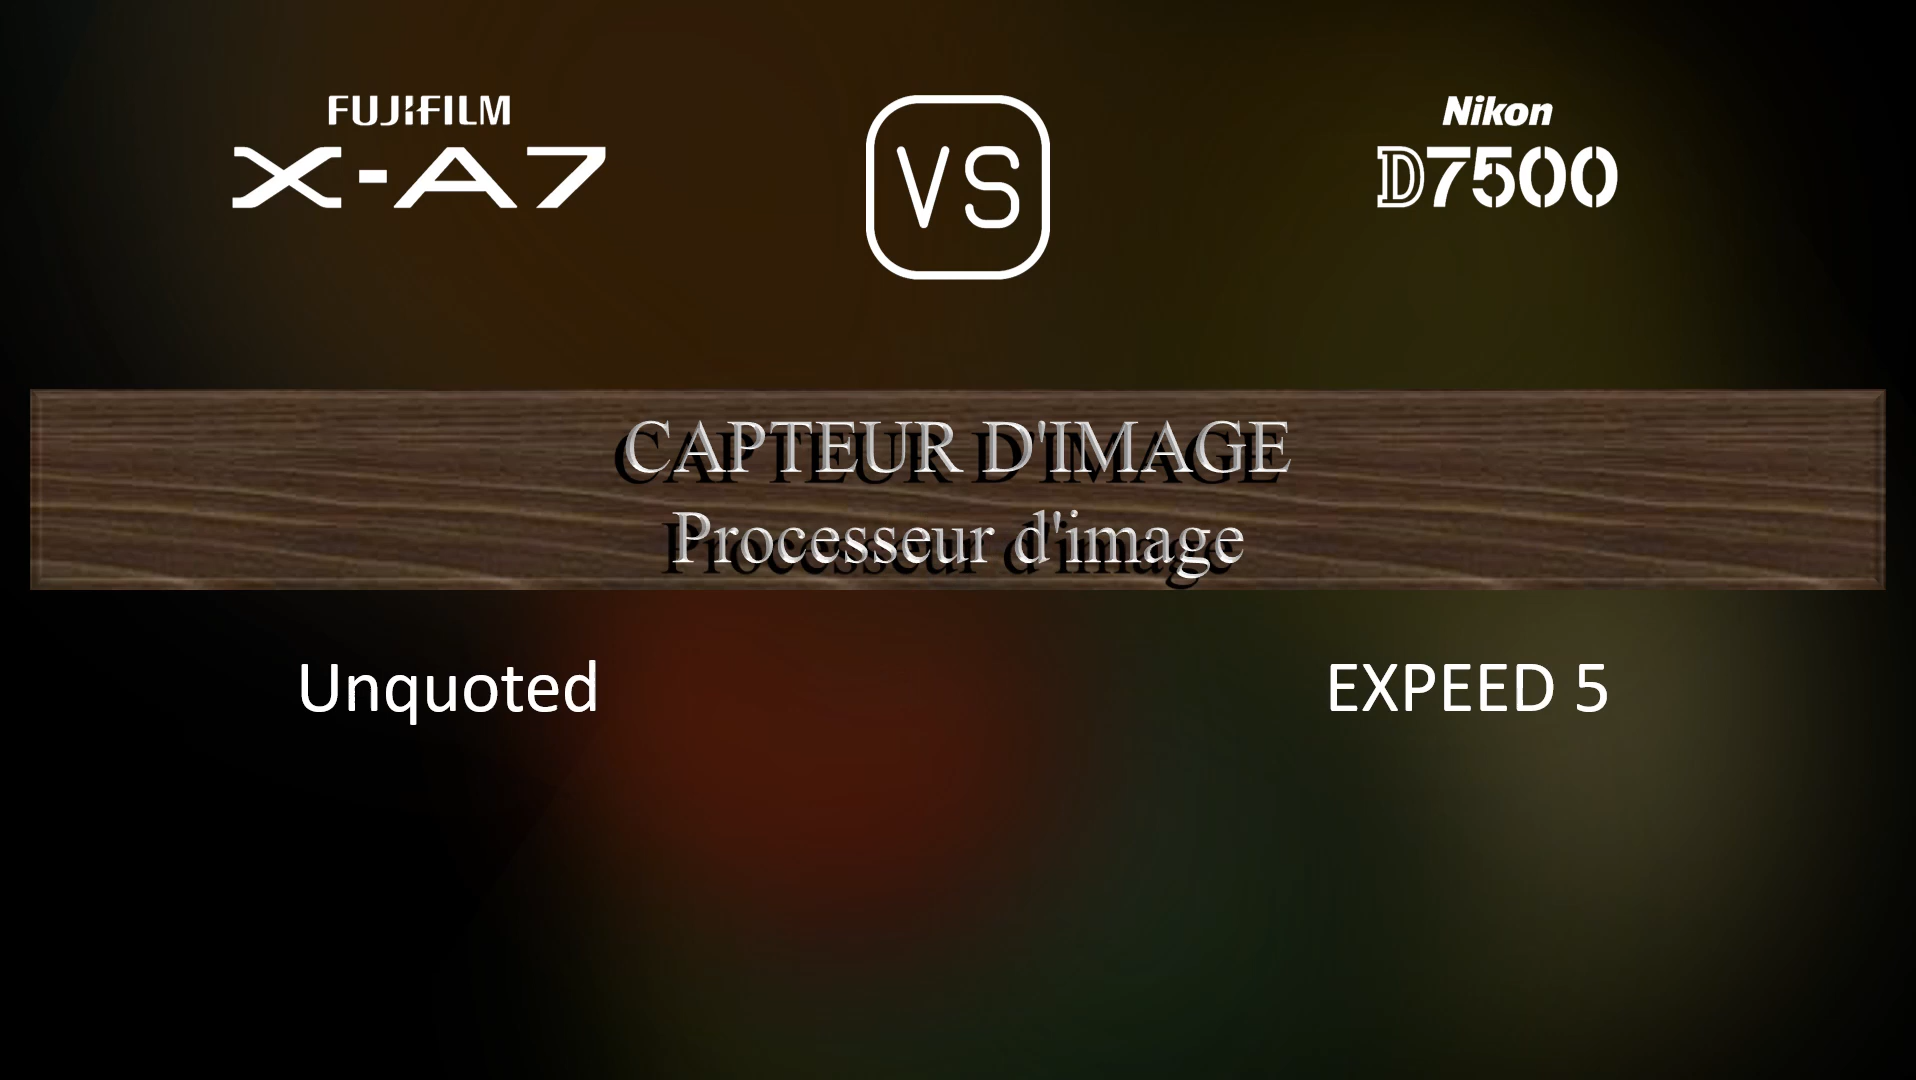 FUJIFILM
X-A7
VS
Nikon
D7500
CAPTEUR D'IMAGE
Processeur d'image
Unquoted
EXPEED 5